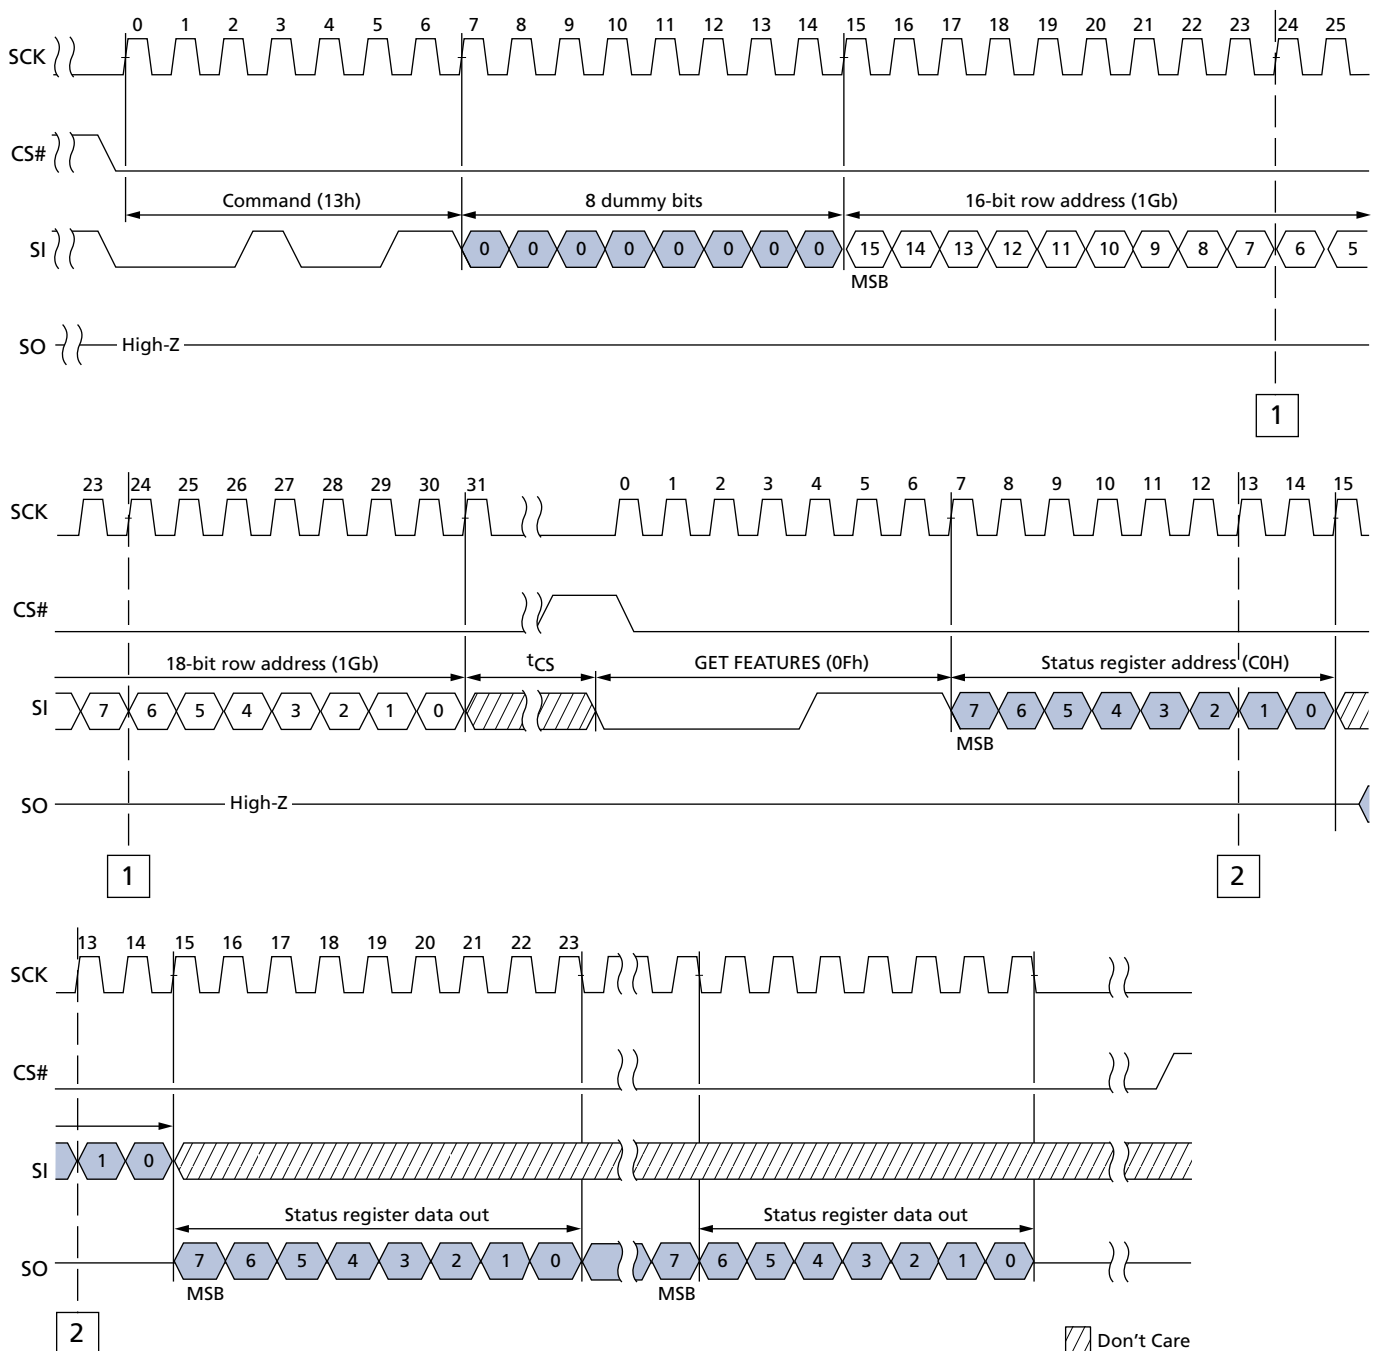 0 1 2 3 4 5 6 7 8 9 10 11 12 13 14 15 16 17 18 19 20 21 22 23 24 25
SCK
CS#
Command (13h) 8 dummy bits 16-bit row address (1Gb)
SI 0 0 0 0 0 0 0 0 15 14 13 12 11 10 9 8 7 6 5
MSB
SO High-Z
1
23 24 25 26 27 28 29 30 31 0 1 2 3 4 5 6 7 8 9 10 11 12 13 14 15
SCK
CS#
18-bit row address (1Gb) tCS GET FEATURES (0Fh) Status register address (C0H)
SI 7 6 5 4 3 2 1 0 7 6 5 4 3 2 1 0
MSB
SO High-Z
1 2
13 14 15 16 17 18 19 20 21 22 23
SCK
CS#
SI 1 0
Status register data out Status register data out
SO 7 6 5 4 3 2 1 0 7 6 5 4 3 2 1 0
MSB MSB
2
Don't Care